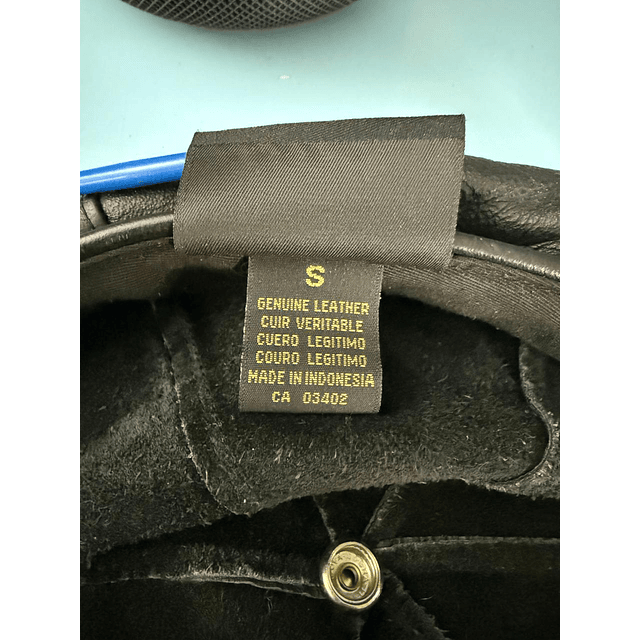 S
GENUINE LEATHER
CUIR VERITABLE
CUERO LEGITIMO
COURO LEGITIMO
MADE IN INDONESIA
CA 03402